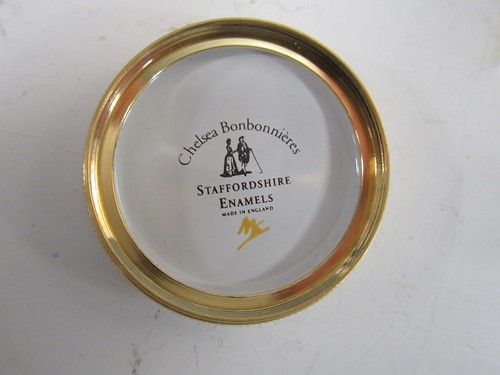 Chelsea Bonbonnières
STAFFORDSHIRE
ENAMELS
MADE IN ENGLAND